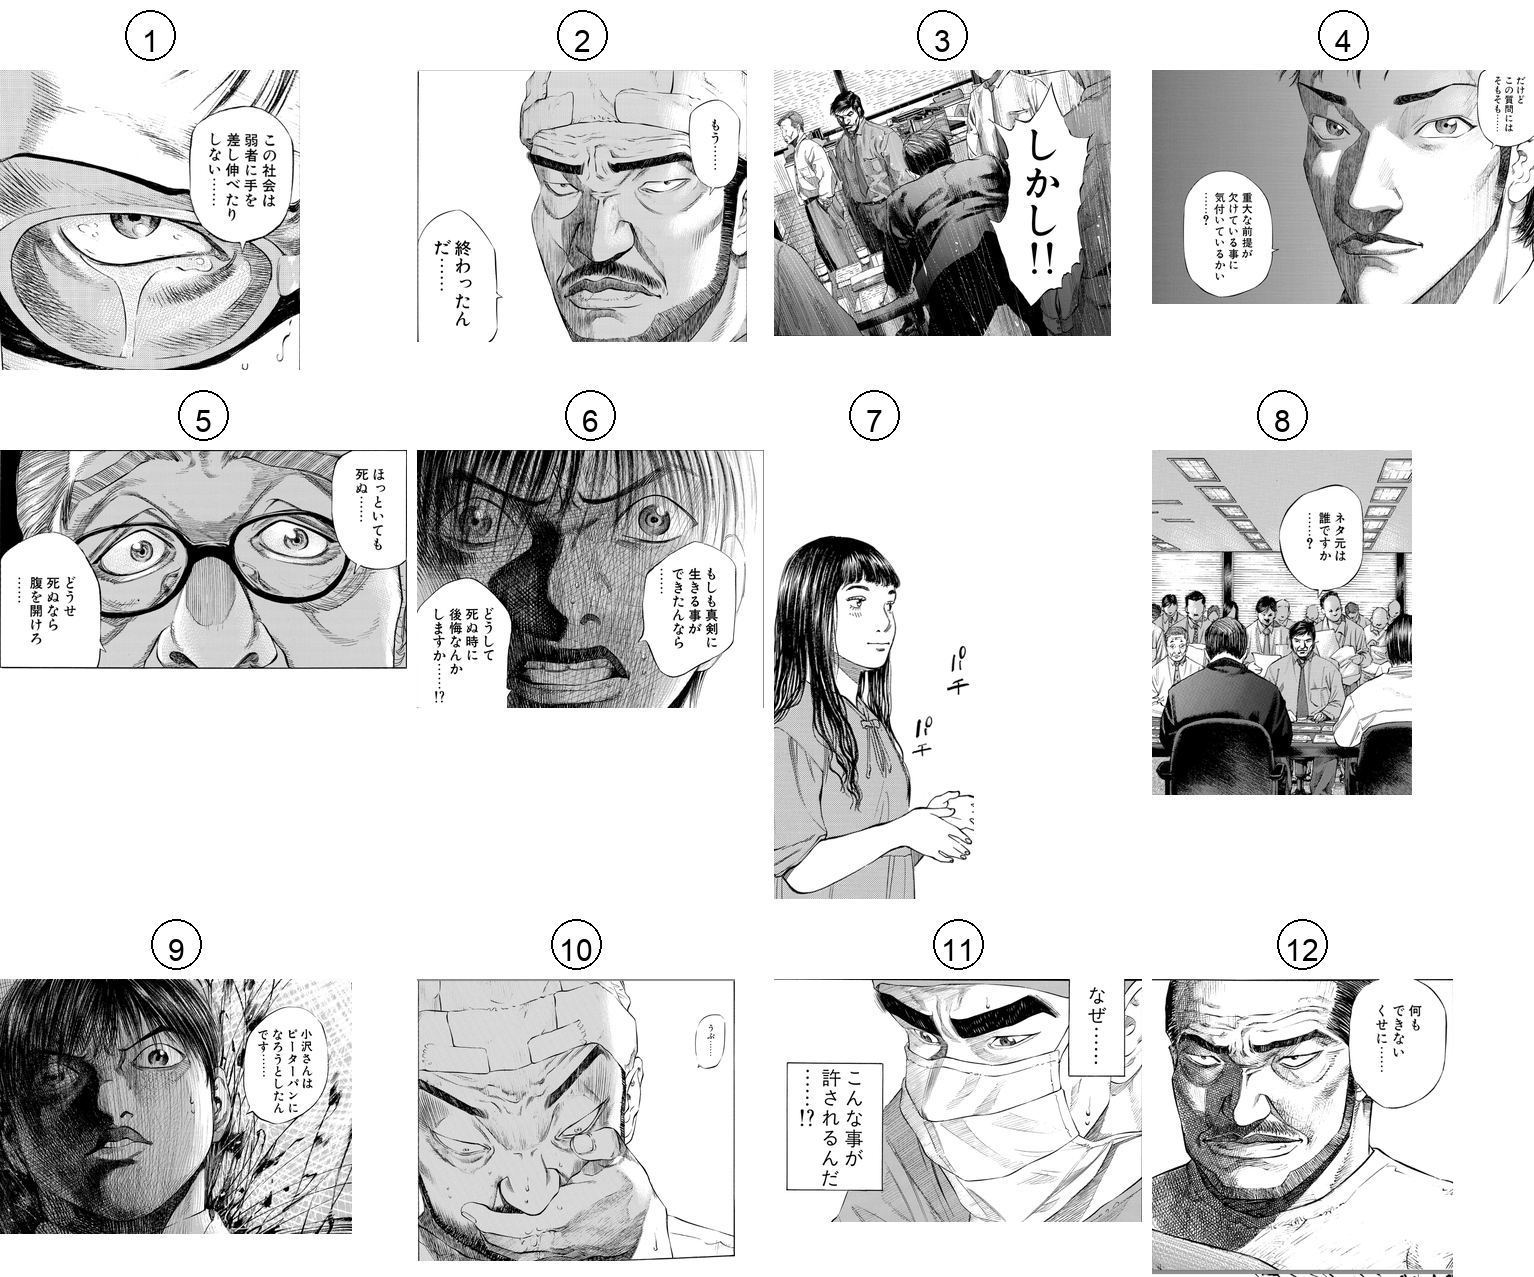 1
この社会は
弱者に手を
差し伸べたり
しない……
2
もう……
終わったん
だ……
3
しかし!!
4
だけど
この質問には
そもそも……
重大な前提が
欠けている事に
気付いているかい
……?
5
ほっといても
死ぬ……
どうせ
死ぬなら
腹を開けろ
……
6
もしも真剣に
生きる事が
できたんなら
……
どうして
死ぬ時に
後悔なんか
しますか……!?
7
パチ
パチ
8
ネタ元は
誰ですか
……?
9
小沢さんは
ピーターパンに
なろうとしたん
です……
10
うぷ……
11
なぜ……
こんな事が
許されるんだ
……!?
12
何も
できない
くせに……